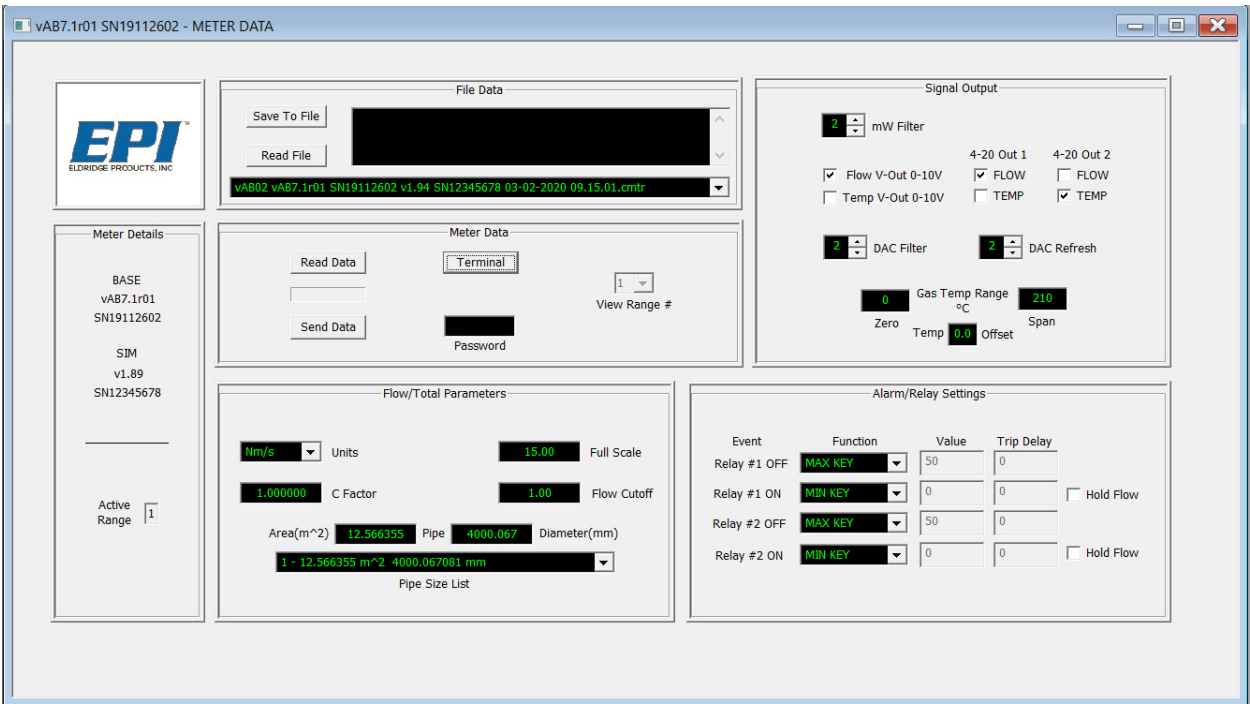 vAB7.1r01 SN19112602 - METER DATA
EPI™
ELDRIDGE PRODUCTS, INC
File Data
Save To File
Read File
vAB02 vAB7.1r01 SN19112602 v1.94 SN12345678 03-02-2020 09.15.01.cmtr
Signal Output
2 mW Filter
4-20 Out 1 4-20 Out 2
Flow V-Out 0-10V FLOW FLOW
Temp V-Out 0-10V TEMP TEMP
2 DAC Filter 2 DAC Refresh
0 Gas Temp Range 210
ºC
Zero Span
Temp 0.0 Offset
Meter Details
BASE
vAB7.1r01
SN19112602
SIM
v1.89
SN12345678
Active
Range 1
Meter Data
Read Data Terminal
1
View Range #
Send Data
Password
Flow/Total Parameters
Nm/s Units 15.00 Full Scale
1.000000 C Factor 1.00 Flow Cutoff
Area(m^2) 12.566355 Pipe 4000.067 Diameter(mm)
1 - 12.566355 m^2 4000.067081 mm
Pipe Size List
Alarm/Relay Settings
Event Function Value Trip Delay
Relay #1 OFF MAX KEY 50 0
Relay #1 ON MIN KEY 0 0 Hold Flow
Relay #2 OFF MAX KEY 50 0
Relay #2 ON MIN KEY 0 0 Hold Flow